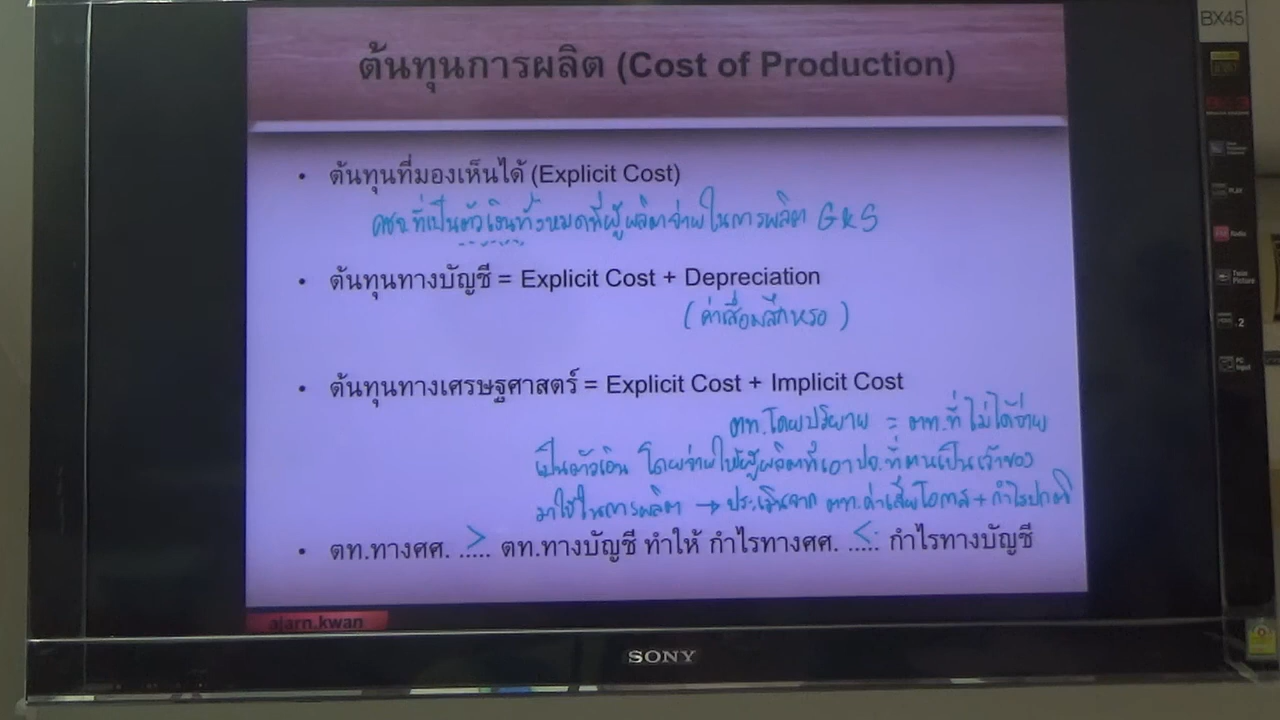 BX45
ต้นทุนการผลิต (Cost of Production)
• ต้นทุนที่มองเห็นได้ (Explicit Cost)
คชจ.ที่เป็นตัวเงินทั้งหมดที่ผู้ผลิตจ่ายในการผลิต G&S
• ต้นทุนทางบัญชี = Explicit Cost + Depreciation
(ค่าเสื่อมสึกหรอ)
• ต้นทุนทางเศรษฐศาสตร์ = Explicit Cost + Implicit Cost
ตท.โดยปริยาย = ตท.ที่ไม่ได้จ่าย
เป็นตัวเงิน โดยจ่ายให้ผู้ผลิตที่เอาปจ.ที่ตนเป็นเจ้าของ
มาใช้ในการผลิต → ประเมินจาก ตท.ค่าเสียโอกาส + กำไรปกติ
• ตท.ทางศศ. ..>... ตท.ทางบัญชี ทำให้ กำไรทางศศ. ..<... กำไรทางบัญชี
ajarn.kwan
SONY
PLAY
Radio
Twin Picture
PC Input